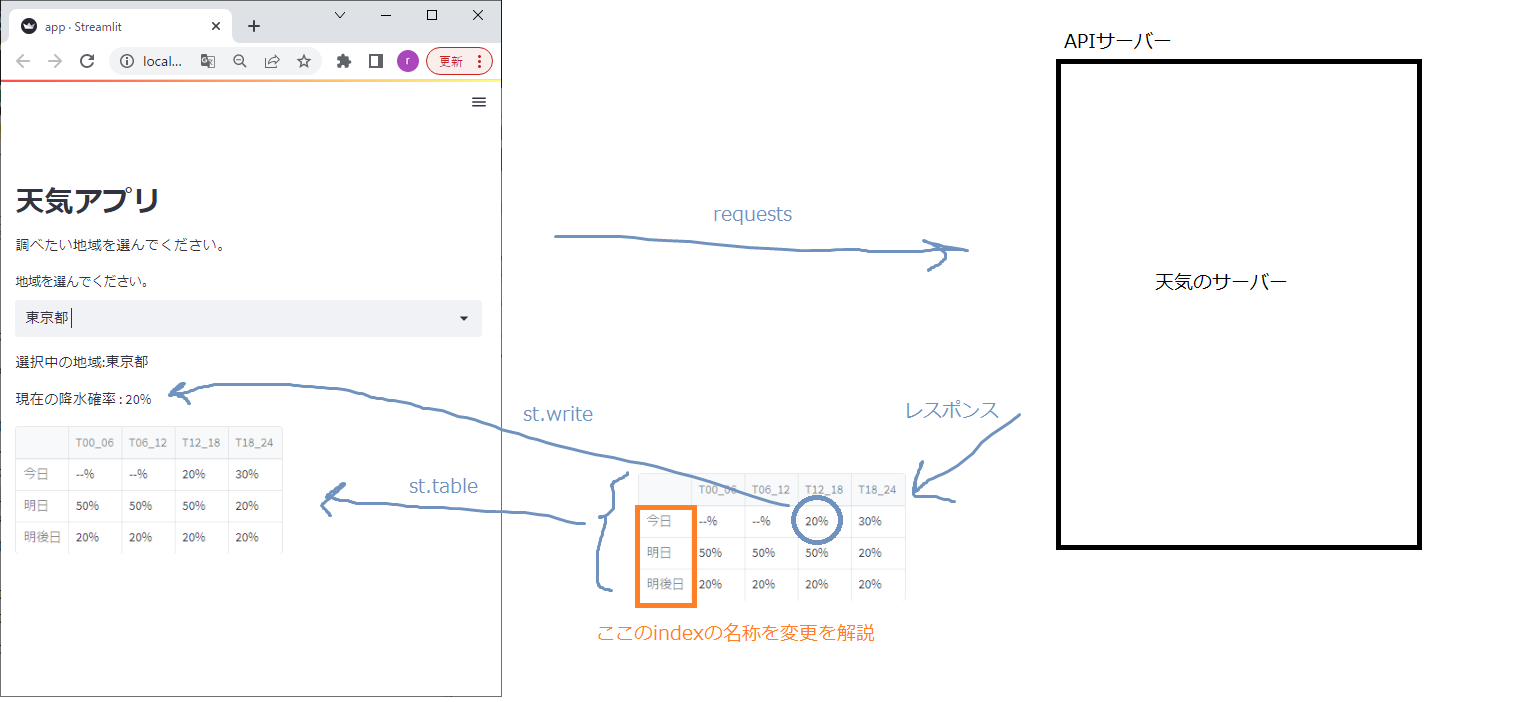 app · Streamlit
local...
r
更新
天気アプリ
調べたい地域を選んでください。
地域を選んでください。
東京都
選択中の地域:東京都
現在の降水確率 : 20%
T00_06 T06_12 T12_18 T18_24
今日 --% --% 20% 30%
明日 50% 50% 50% 20%
明後日 20% 20% 20% 20%
requests
st.write
st.table
レスポンス
T00_06 T06_12 T12_18 T18_24
今日 --% --% 20% 30%
明日 50% 50% 50% 20%
明後日 20% 20% 20% 20%
ここのindexの名称を変更を解説
APIサーバー
天気のサーバー